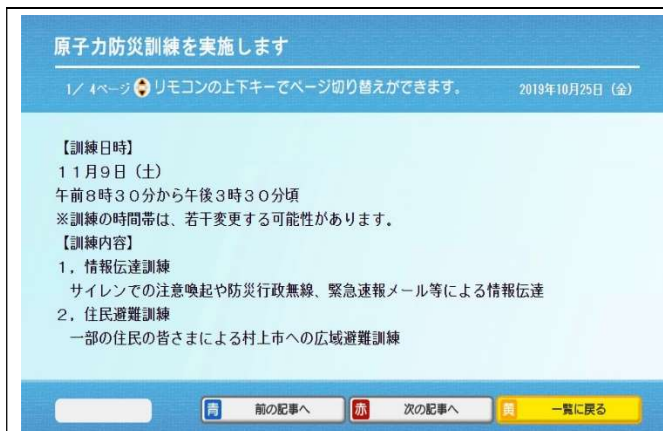 原子力防災訓練を実施します
1／4ページ リモコンの上下キーでページ切り替えができます。 2019年10月25日（金）
【訓練日時】
１１月９日（土）
午前８時３０分から午後３時３０分頃
※訓練の時間帯は、若干変更する可能性があります。
【訓練内容】
１．情報伝達訓練
サイレンでの注意喚起や防災行政無線、緊急速報メール等による情報伝達
２．住民避難訓練
一部の住民の皆さまによる村上市への広域避難訓練
青 前の記事へ 赤 次の記事へ 黄 一覧に戻る